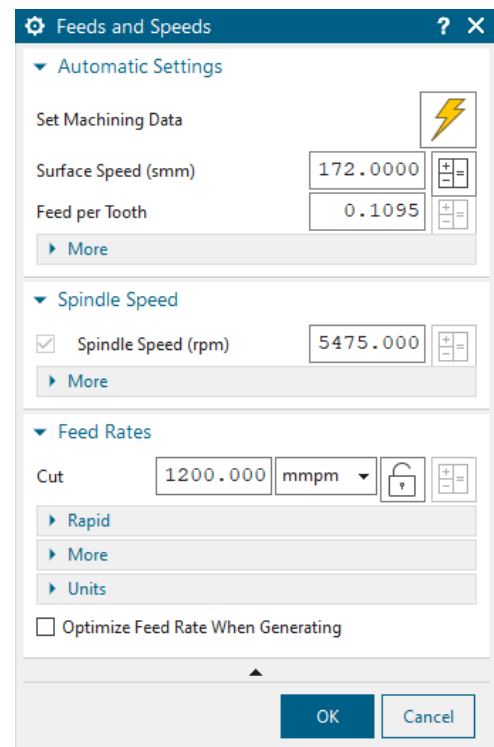 Feeds and Speeds ? X
Automatic Settings
Set Machining Data
Surface Speed (smm) 172.0000
Feed per Tooth 0.1095
More
Spindle Speed
Spindle Speed (rpm) 5475.000
More
Feed Rates
Cut 1200.000 mmpm
Rapid
More
Units
Optimize Feed Rate When Generating
OK Cancel